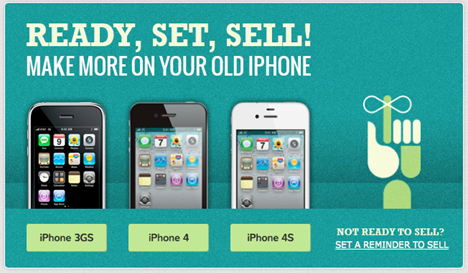 READY, SET, SELL!
MAKE MORE ON YOUR OLD IPHONE
iPhone 3GS
iPhone 4
iPhone 4S
NOT READY TO SELL?
SET A REMINDER TO SELL